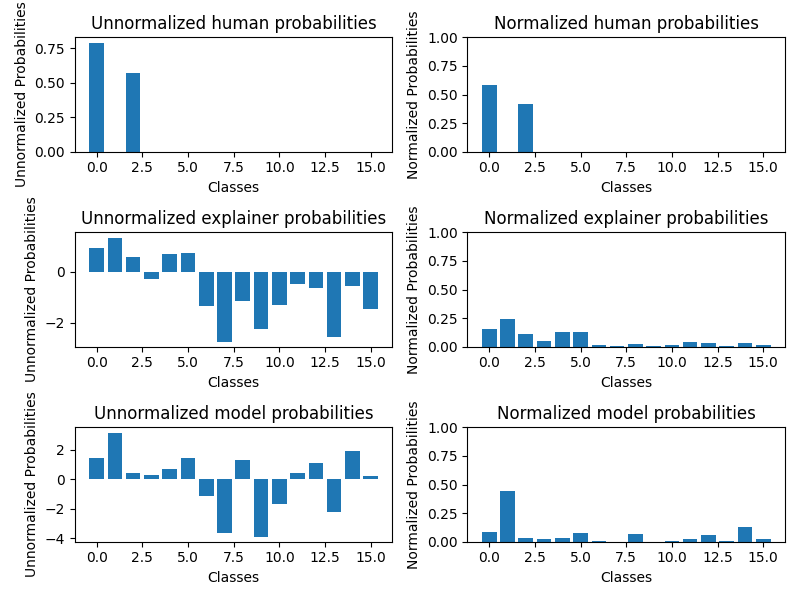 Unnormalized human probabilities
Unnormalized Probabilities
0.75
0.50
0.25
0.00
0.0 2.5 5.0 7.5 10.0 12.5 15.0
Classes
Normalized human probabilities
Normalized Probabilities
1.00
0.75
0.50
0.25
0.00
0.0 2.5 5.0 7.5 10.0 12.5 15.0
Classes
Unnormalized explainer probabilities
Unnormalized Probabilities
0
−2
0.0 2.5 5.0 7.5 10.0 12.5 15.0
Classes
Normalized explainer probabilities
Normalized Probabilities
1.00
0.75
0.50
0.25
0.00
0.0 2.5 5.0 7.5 10.0 12.5 15.0
Classes
Unnormalized model probabilities
Unnormalized Probabilities
2
0
−2
−4
0.0 2.5 5.0 7.5 10.0 12.5 15.0
Classes
Normalized model probabilities
Normalized Probabilities
1.00
0.75
0.50
0.25
0.00
0.0 2.5 5.0 7.5 10.0 12.5 15.0
Classes